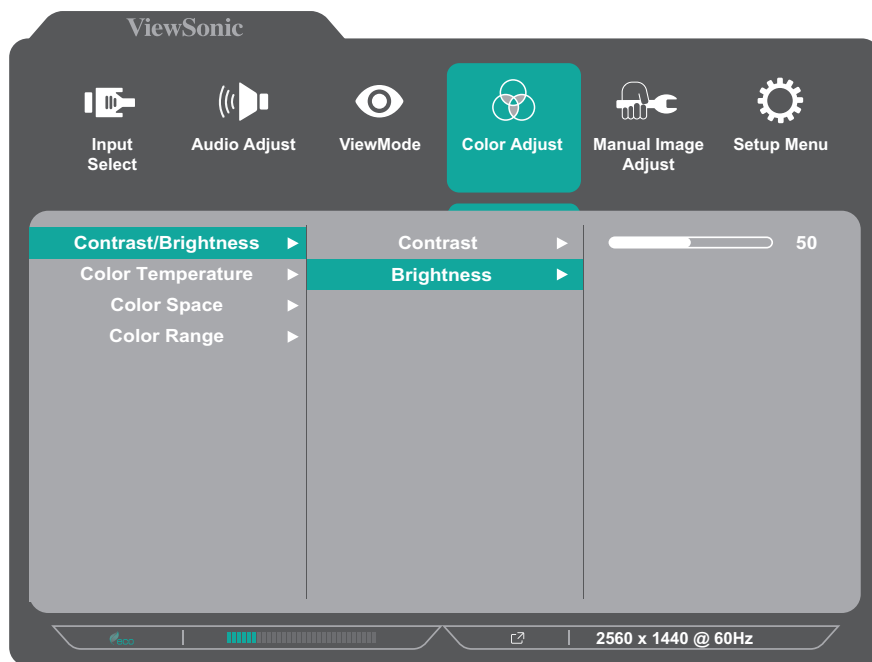 ViewSonic
Input
Select
Audio Adjust
ViewMode
Color Adjust
Manual Image
Adjust
Setup Menu
Contrast/Brightness
Contrast
50
Color Temperature
Brightness
Color Space
Color Range
eco
2560 x 1440 @ 60Hz